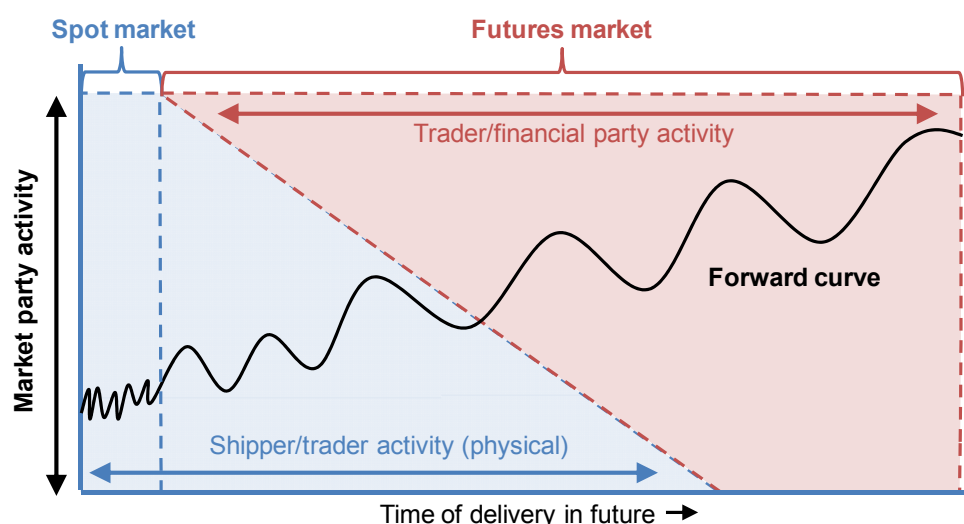 Spot market
Futures market
Trader/financial party activity
Market party activity
Forward curve
Shipper/trader activity (physical)
Time of delivery in future